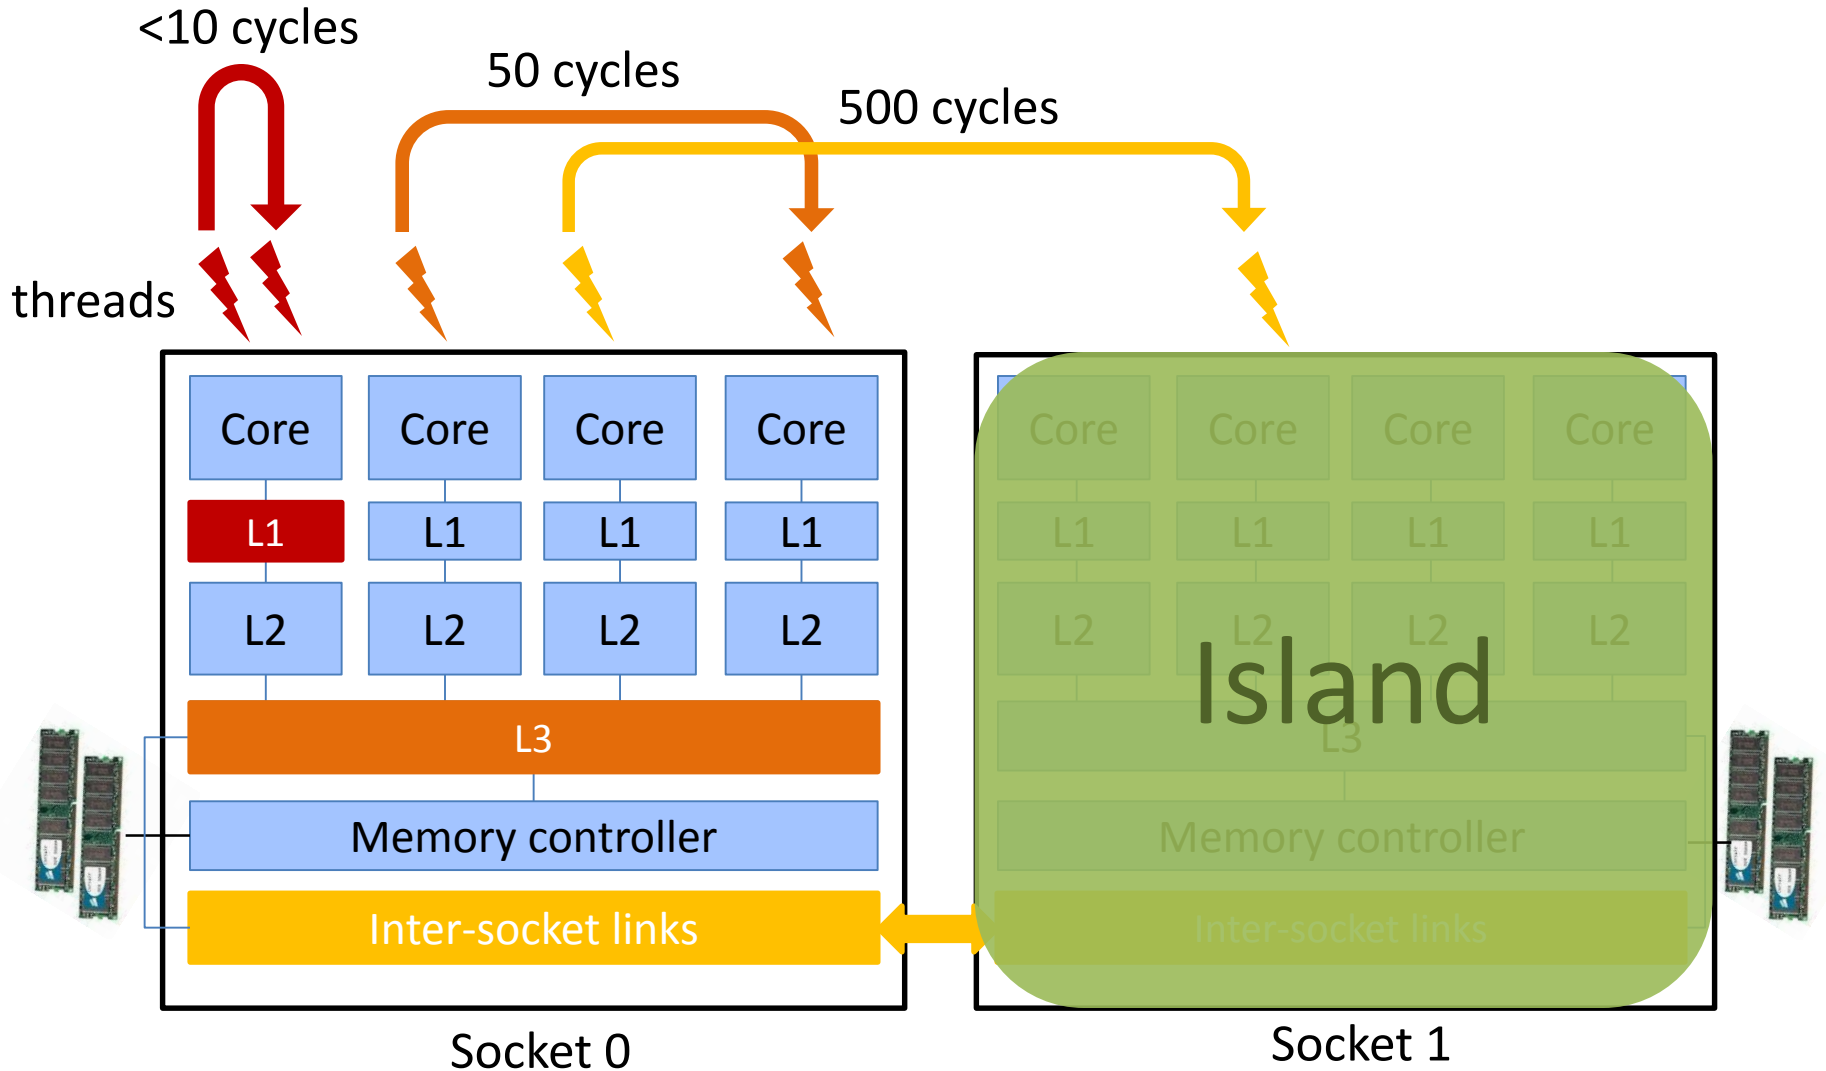 <10 cycles
50 cycles
500 cycles
threads
Core Core Core Core
L1 L1 L1 L1
L2 L2 L2 L2
L3
Memory controller
Inter-socket links
Socket 0
Core Core Core Core
L1 L1 L1 L1
L2 L2 L2 L2
Island
L3
Memory controller
Inter-socket links
Socket 1